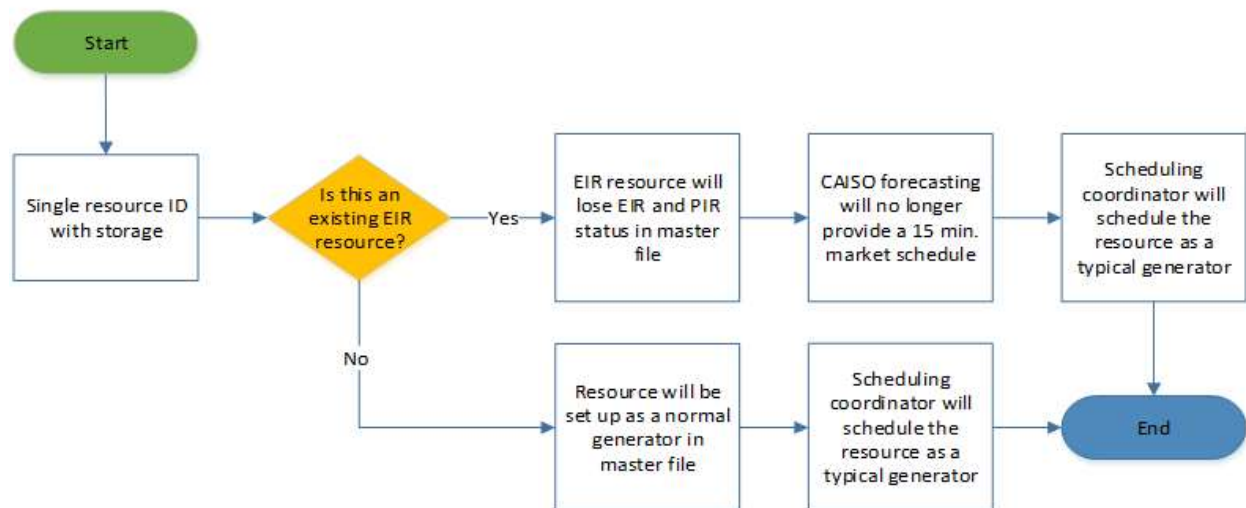 Start
Single resource ID
with storage
Is this an
existing EIR
resource?
Yes
EIR resource will
lose EIR and PIR
status in master
file
CAISO forecasting
will no longer
provide a 15 min.
market schedule
Scheduling
coordinator will
schedule the
resource as a
typical generator
No
Resource will be
set up as a normal
generator in
master file
Scheduling
coordinator will
schedule the
resource as a
typical generator
End